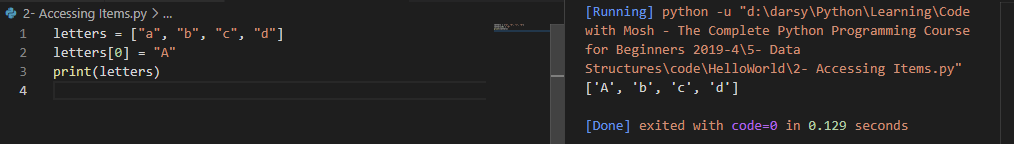 2- Accessing Items.py > ...
1 letters = ["a", "b", "c", "d"]
2 letters[0] = "A"
3 print(letters)
4
[Running] python -u "d:\darsy\Python\Learning\Code
with Mosh - The Complete Python Programming Course
for Beginners 2019-4\5- Data
Structures\code\HelloWorld\2- Accessing Items.py"
['A', 'b', 'c', 'd']
[Done] exited with code=0 in 0.129 seconds